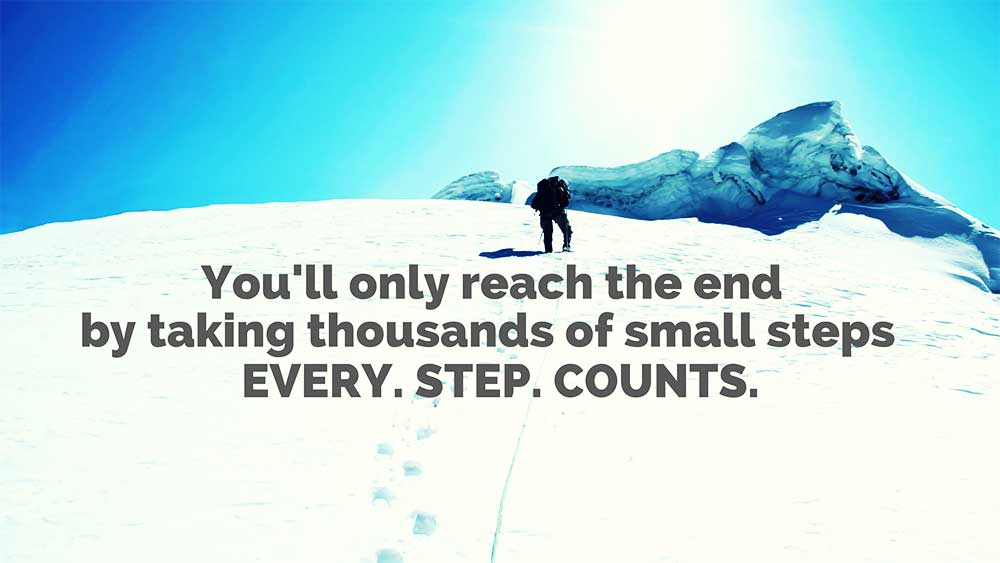 You'll only reach the end
by taking thousands of small steps
EVERY. STEP. COUNTS.